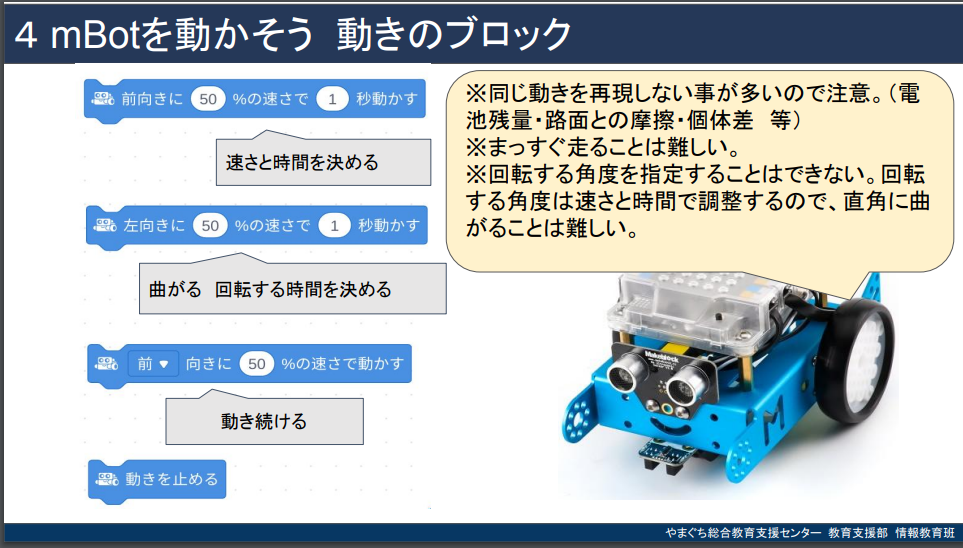 ４ mBotを動かそう　動きのブロック
前向きに 50 %の速さで 1 秒動かす
速さと時間を決める
左向きに 50 %の速さで 1 秒動かす
曲がる　回転する時間を決める
前 向きに 50 %の速さで動かす
動き続ける
動きを止める
※同じ動きを再現しない事が多いので注意。（電
池残量・路面との摩擦・個体差　等）
※まっすぐ走ることは難しい。
※回転する角度を指定することはできない。回転
する角度は速さと時間で調整するので、直角に曲
がることは難しい。
Makeblock
M
やまぐち総合教育支援センター　教育支援部　情報教育班